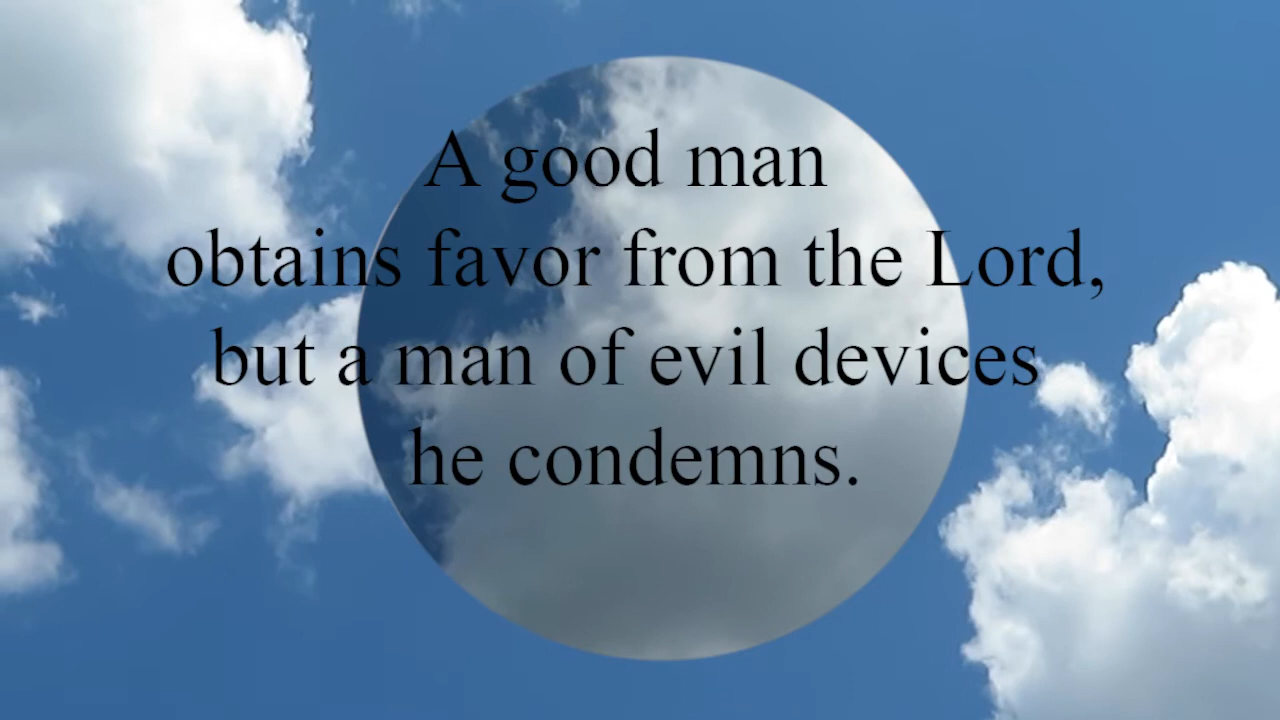 A good man
obtains favor from the Lord,
but a man of evil devices
he condemns.